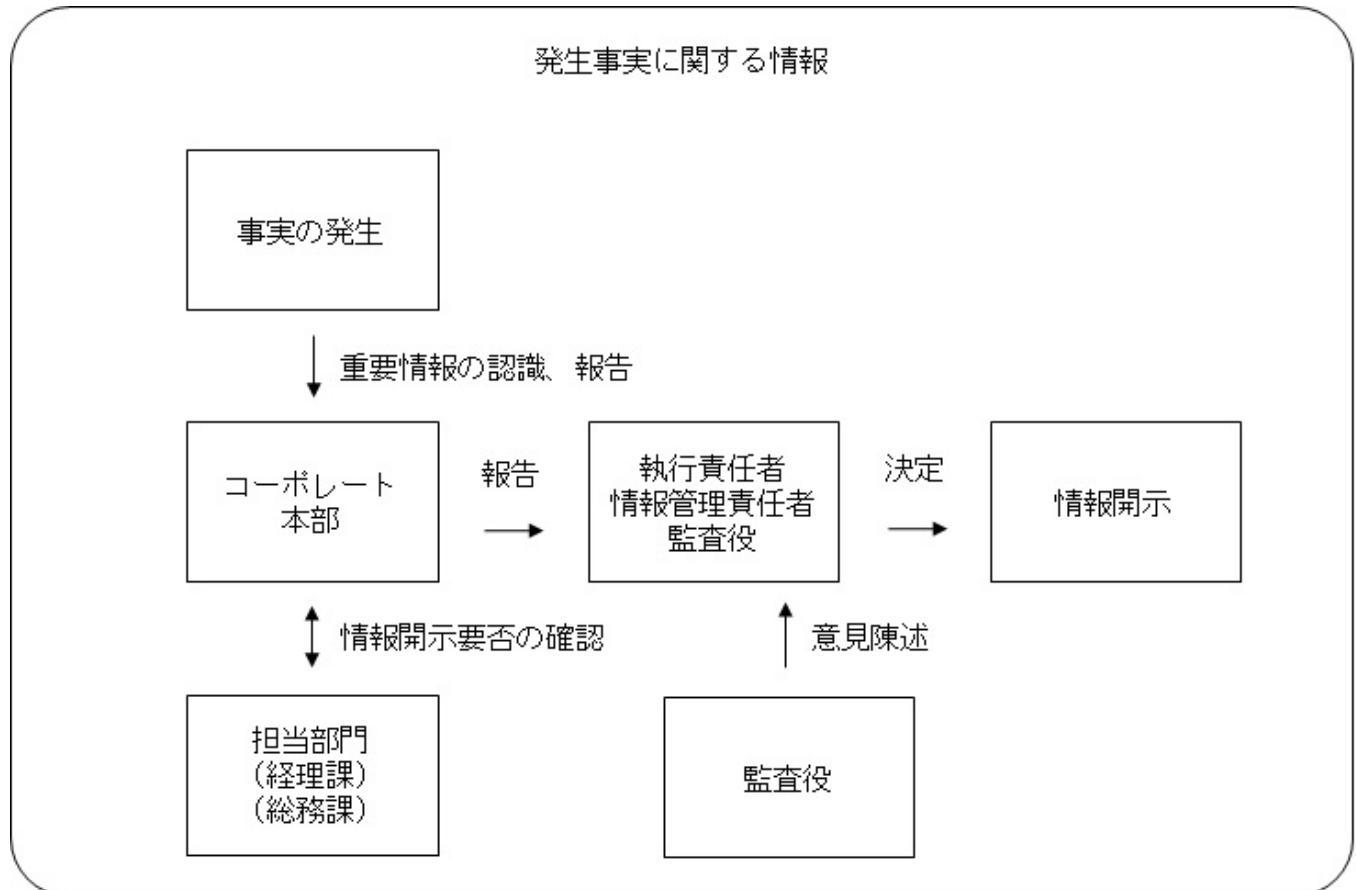 発生事実に関する情報
事実の発生
重要情報の認識、報告
コーポレート
本部
報告
執行責任者
情報管理責任者
監査役
決定
情報開示
情報開示要否の確認
意見陳述
担当部門
（経理課）
（総務課）
監査役